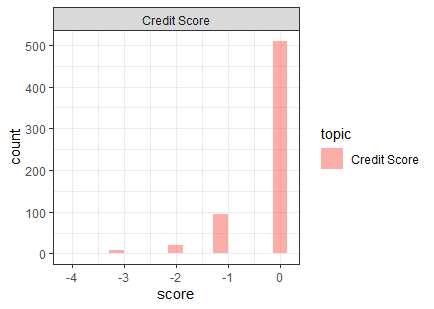 Credit Score
500
400
300
200
100
0
count
-4 -3 -2 -1 0
score
topic
Credit Score